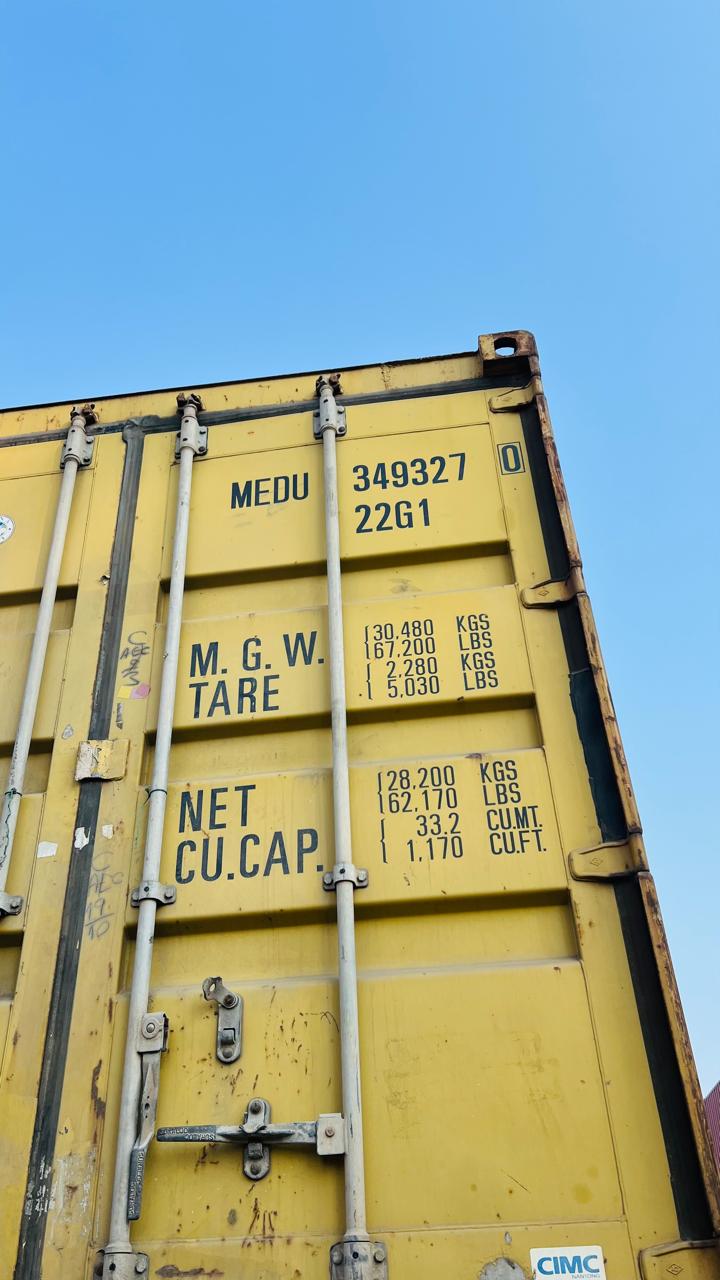 MEDU 349327 0
22G1
M. G. W. 30,480 KGS
67,200 LBS
TARE 2,280 KGS
5,030 LBS
NET 28,200 KGS
62,170 LBS
CU.CAP. 33.2 CU.MT.
1,170 CU.FT.
CIMC
NANTONG